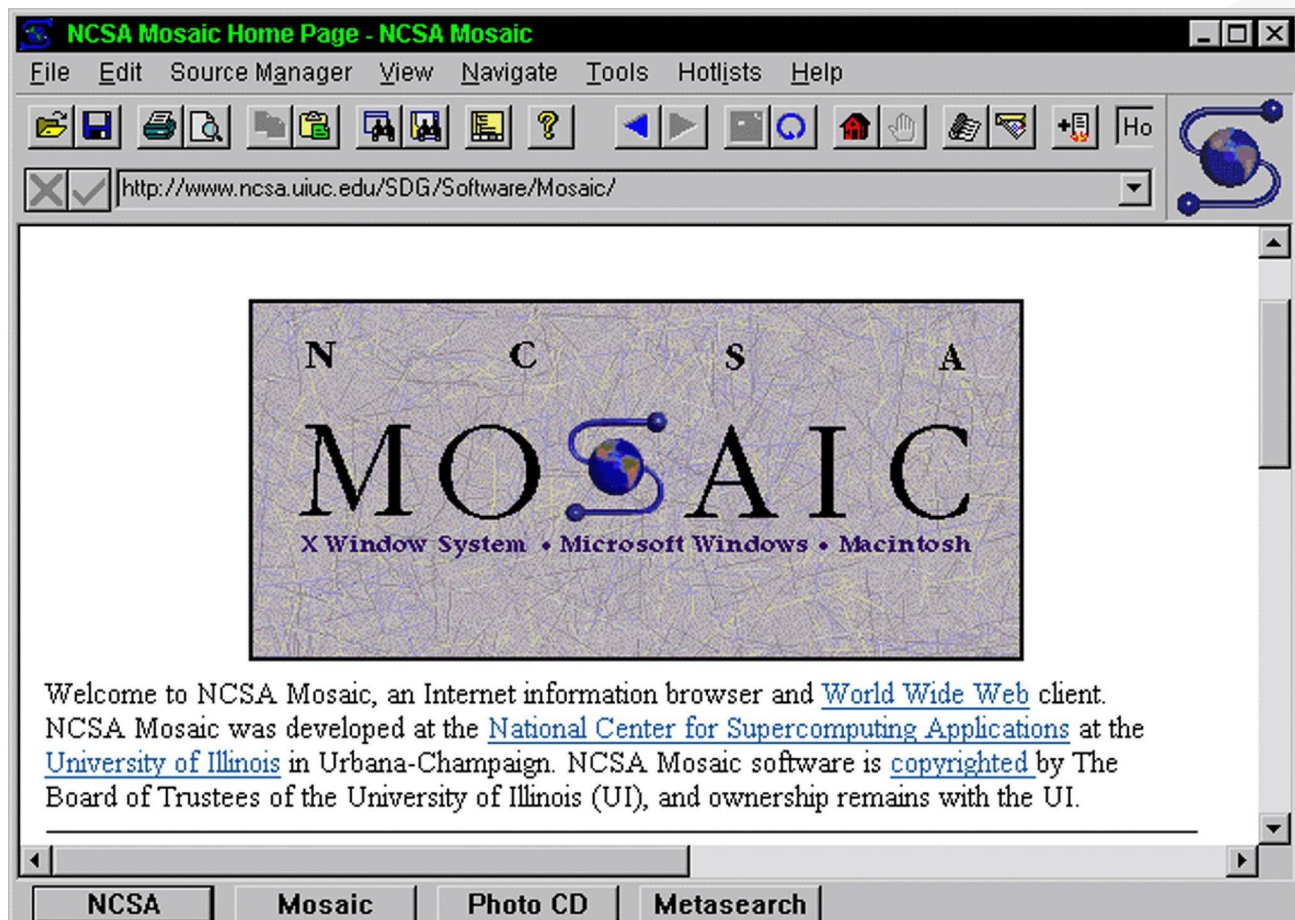 NCSA Mosaic Home Page - NCSA Mosaic
File Edit Source Manager View Navigate Tools Hotlists Help
Ho
http://www.ncsa.uiuc.edu/SDG/Software/Mosaic/
N C S A
MOSAIC
X Window System • Microsoft Windows • Macintosh
Welcome to NCSA Mosaic, an Internet information browser and World Wide Web client.
NCSA Mosaic was developed at the National Center for Supercomputing Applications at the
University of Illinois in Urbana-Champaign. NCSA Mosaic software is copyrighted by The
Board of Trustees of the University of Illinois (UI), and ownership remains with the UI.
NCSA Mosaic Photo CD Metasearch